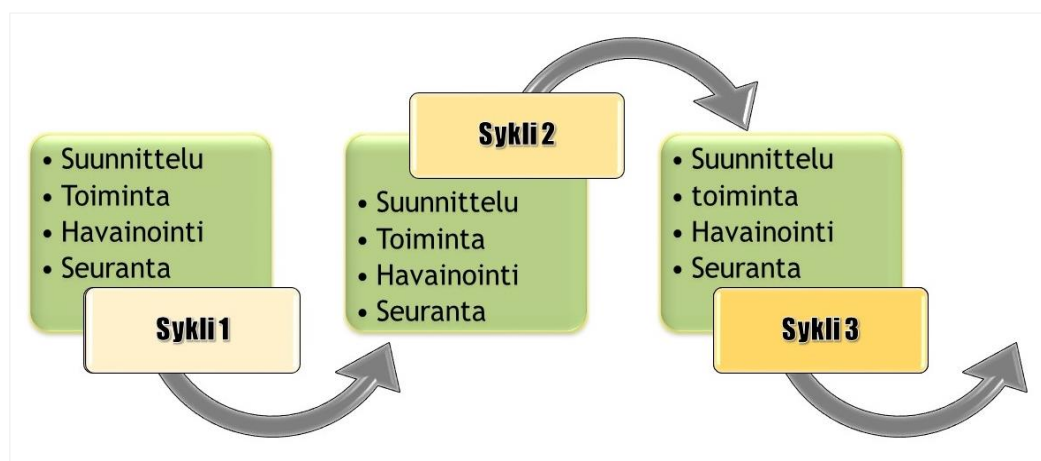 • Suunnittelu
• Toiminta
• Havainointi
• Seuranta
Sykli 1
Sykli 2
• Suunnittelu
• Toiminta
• Havainointi
• Seuranta
• Suunnittelu
• toiminta
• Havainointi
• Seuranta
Sykli 3